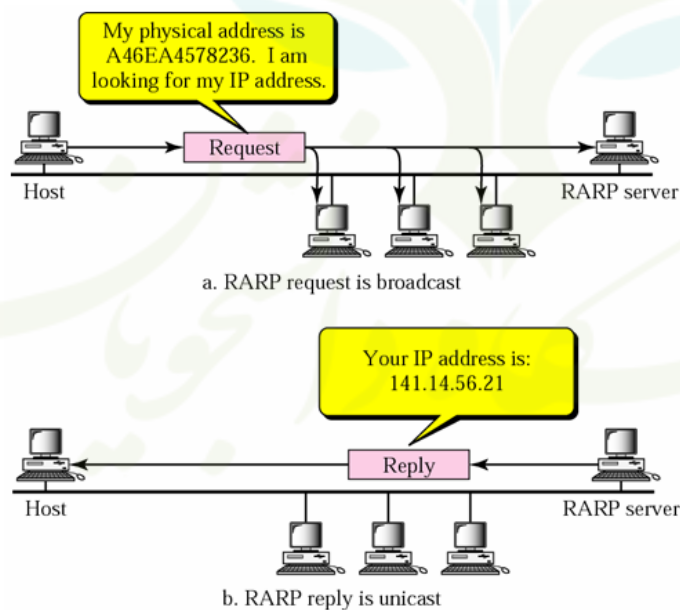 My physical address is
A46EA4578236. I am
looking for my IP address.
Request
Host
RARP server
a. RARP request is broadcast
Your IP address is:
141.14.56.21
Reply
Host
RARP server
b. RARP reply is unicast